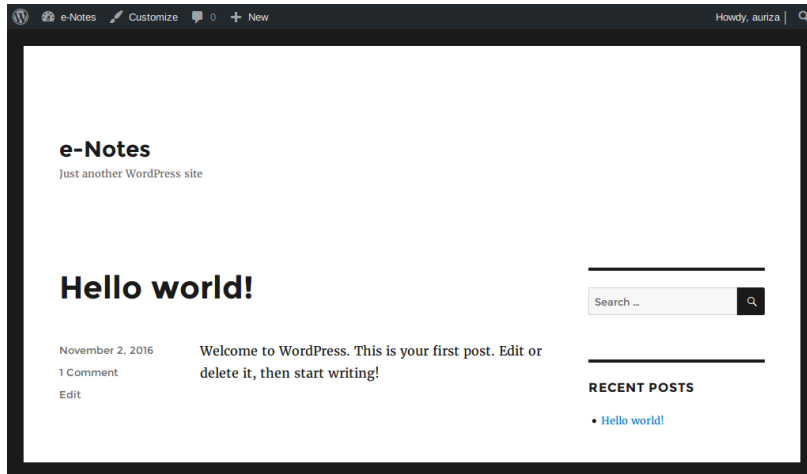 e-Notes Customize 0 New Howdy, auriza
e-Notes
Just another WordPress site
Hello world!
Search …
November 2, 2016
1 Comment
Edit
Welcome to WordPress. This is your first post. Edit or
delete it, then start writing!
RECENT POSTS
Hello world!